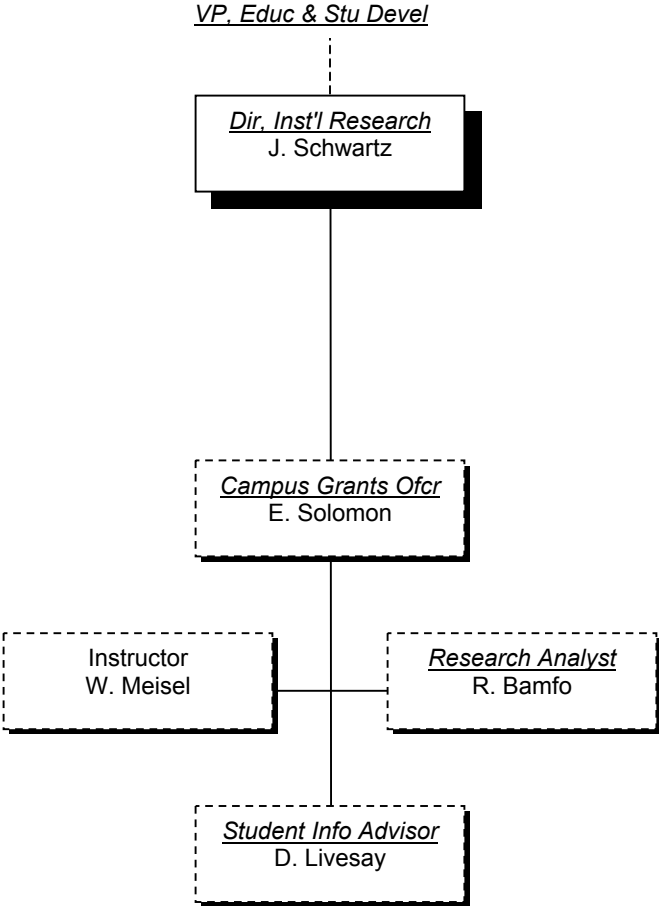 VP, Educ & Stu Devel
Dir, Inst'l Research
J. Schwartz
Campus Grants Ofcr
E. Solomon
Instructor
W. Meisel
Research Analyst
R. Bamfo
Student Info Advisor
D. Livesay